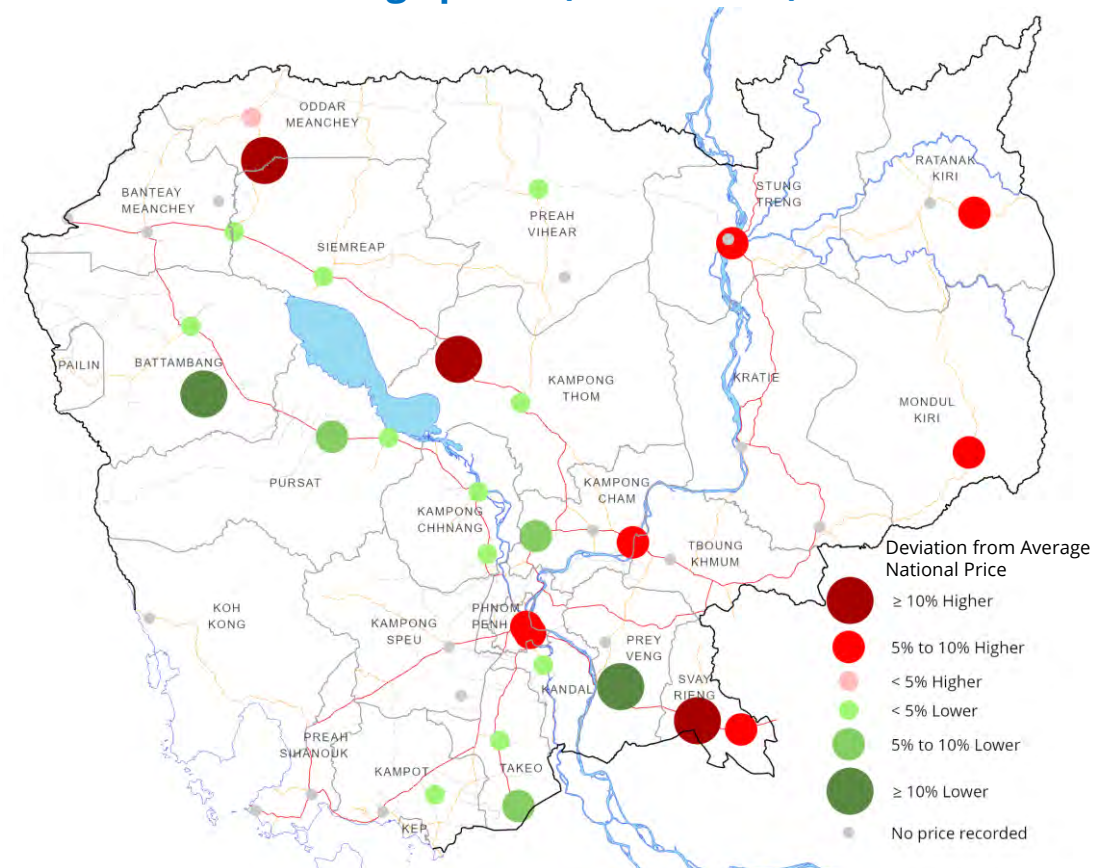 ODDAR
MEANCHEY
BANTEAY
MEANCHEY
SIEMREAP
PREAH
VIHEAR
STUNG
TRENG
RATANAK
KIRI
PAILIN
BATTAMBANG
KAMPONG
THOM
KRATIE
MONDUL
KIRI
PURSAT
KAMPONG
CHHNANG
KAMPONG
CHAM
TBOUNG
KHMUM
KOH
KONG
KAMPONG
SPEU
PHNOM
PENH
PREY
VENG
KANDAL
SVAY
RIENG
PREAH
SIHANOUK
KAMPOT
TAKEO
KEP
Deviation from Average
National Price
≥ 10% Higher
5% to 10% Higher
< 5% Higher
< 5% Lower
5% to 10% Lower
≥ 10% Lower
No price recorded